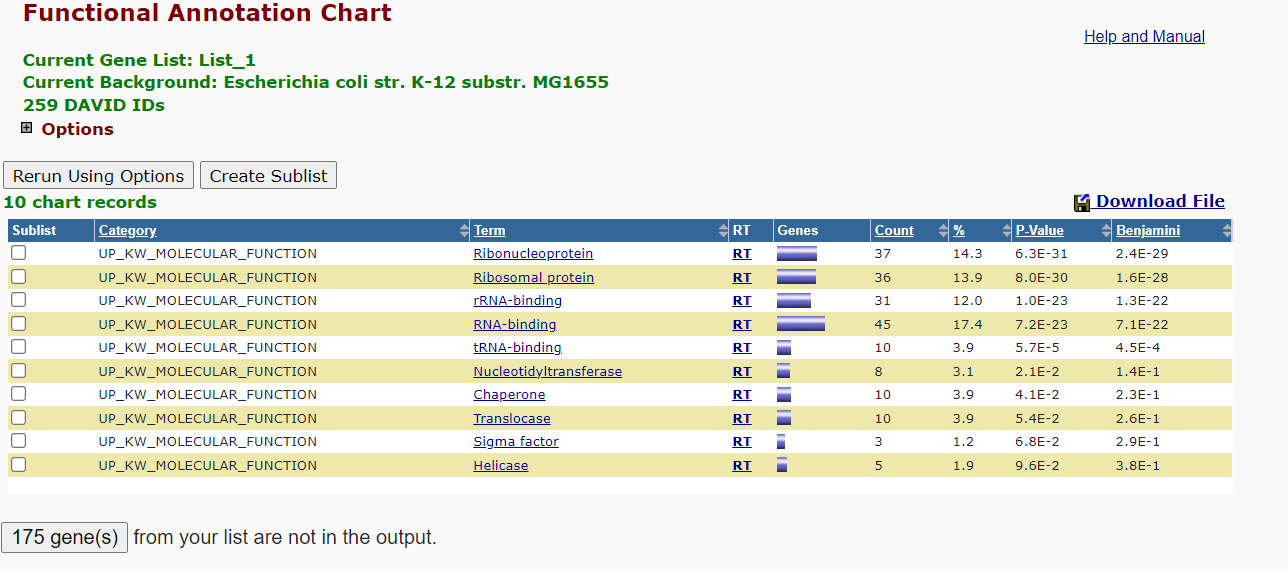 Functional Annotation Chart
Help and Manual
Current Gene List: List_1
Current Background: Escherichia coli str. K-12 substr. MG1655
259 DAVID IDs
Options
Rerun Using Options Create Sublist
10 chart records
Download File
Sublist Category Term RT Genes Count % P-Value Benjamini
UP_KW_MOLECULAR_FUNCTION Ribonucleoprotein RT 37 14.3 6.3E-31 2.4E-29
UP_KW_MOLECULAR_FUNCTION Ribosomal protein RT 36 13.9 8.0E-30 1.6E-28
UP_KW_MOLECULAR_FUNCTION rRNA-binding RT 31 12.0 1.0E-23 1.3E-22
UP_KW_MOLECULAR_FUNCTION RNA-binding RT 45 17.4 7.2E-23 7.1E-22
UP_KW_MOLECULAR_FUNCTION tRNA-binding RT 10 3.9 5.7E-5 4.5E-4
UP_KW_MOLECULAR_FUNCTION Nucleotidyltransferase RT 8 3.1 2.1E-2 1.4E-1
UP_KW_MOLECULAR_FUNCTION Chaperone RT 10 3.9 4.1E-2 2.3E-1
UP_KW_MOLECULAR_FUNCTION Translocase RT 10 3.9 5.4E-2 2.6E-1
UP_KW_MOLECULAR_FUNCTION Sigma factor RT 3 1.2 6.8E-2 2.9E-1
UP_KW_MOLECULAR_FUNCTION Helicase RT 5 1.9 9.6E-2 3.8E-1
175 gene(s) from your list are not in the output.